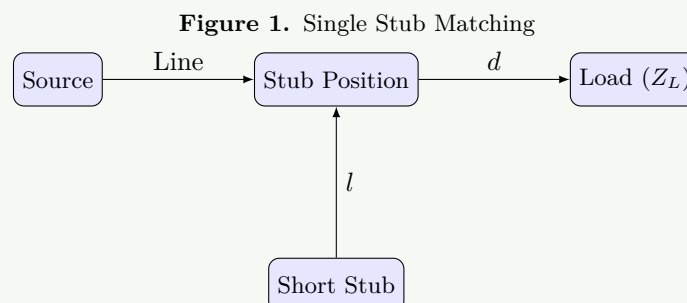 Figure 1. Single Stub Matching
Source
Line
Stub Position
d
Load (Z_L)
l
Short Stub